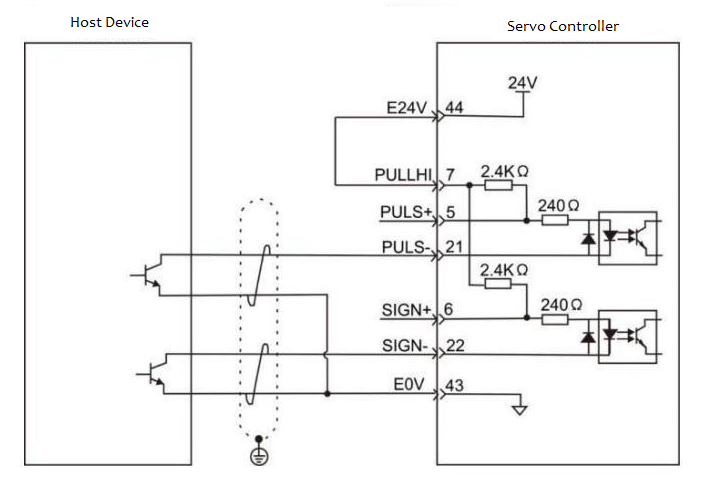 Host Device
Servo Controller
24V
E24V 44
PULLHI 7 2.4KΩ
PULS+ 5 240Ω
PULS- 21
2.4KΩ
SIGN+ 6 240Ω
SIGN- 22
E0V 43